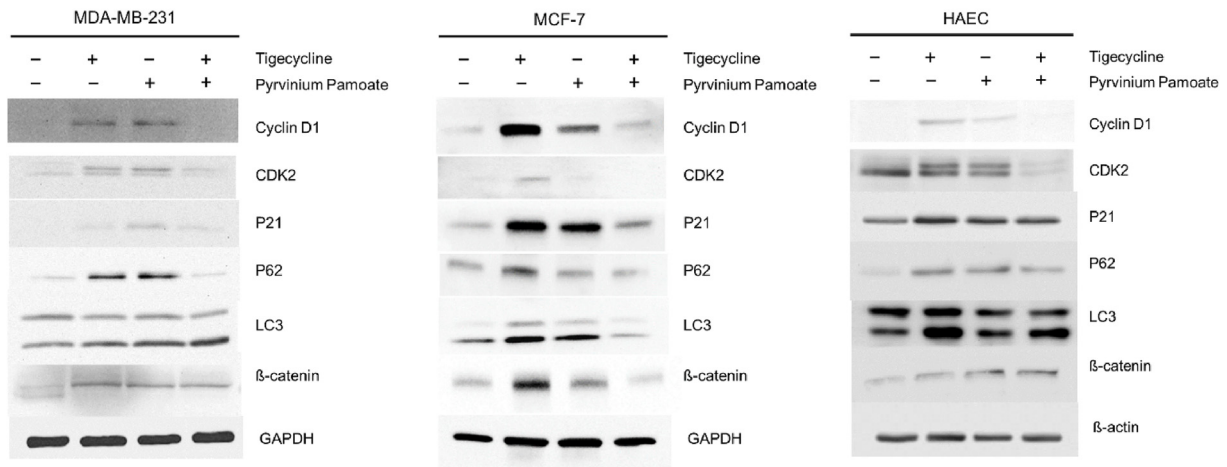 MDA-MB-231
− + − + Tigecycline
− − + + Pyrvinium Pamoate
Cyclin D1
CDK2
P21
P62
LC3
ß-catenin
GAPDH
MCF-7
− + − + Tigecycline
− − + + Pyrvinium Pamoate
Cyclin D1
CDK2
P21
P62
LC3
ß-catenin
GAPDH
HAEC
− + − + Tigecycline
− − + + Pyrvinium Pamoate
Cyclin D1
CDK2
P21
P62
LC3
ß-catenin
ß-actin